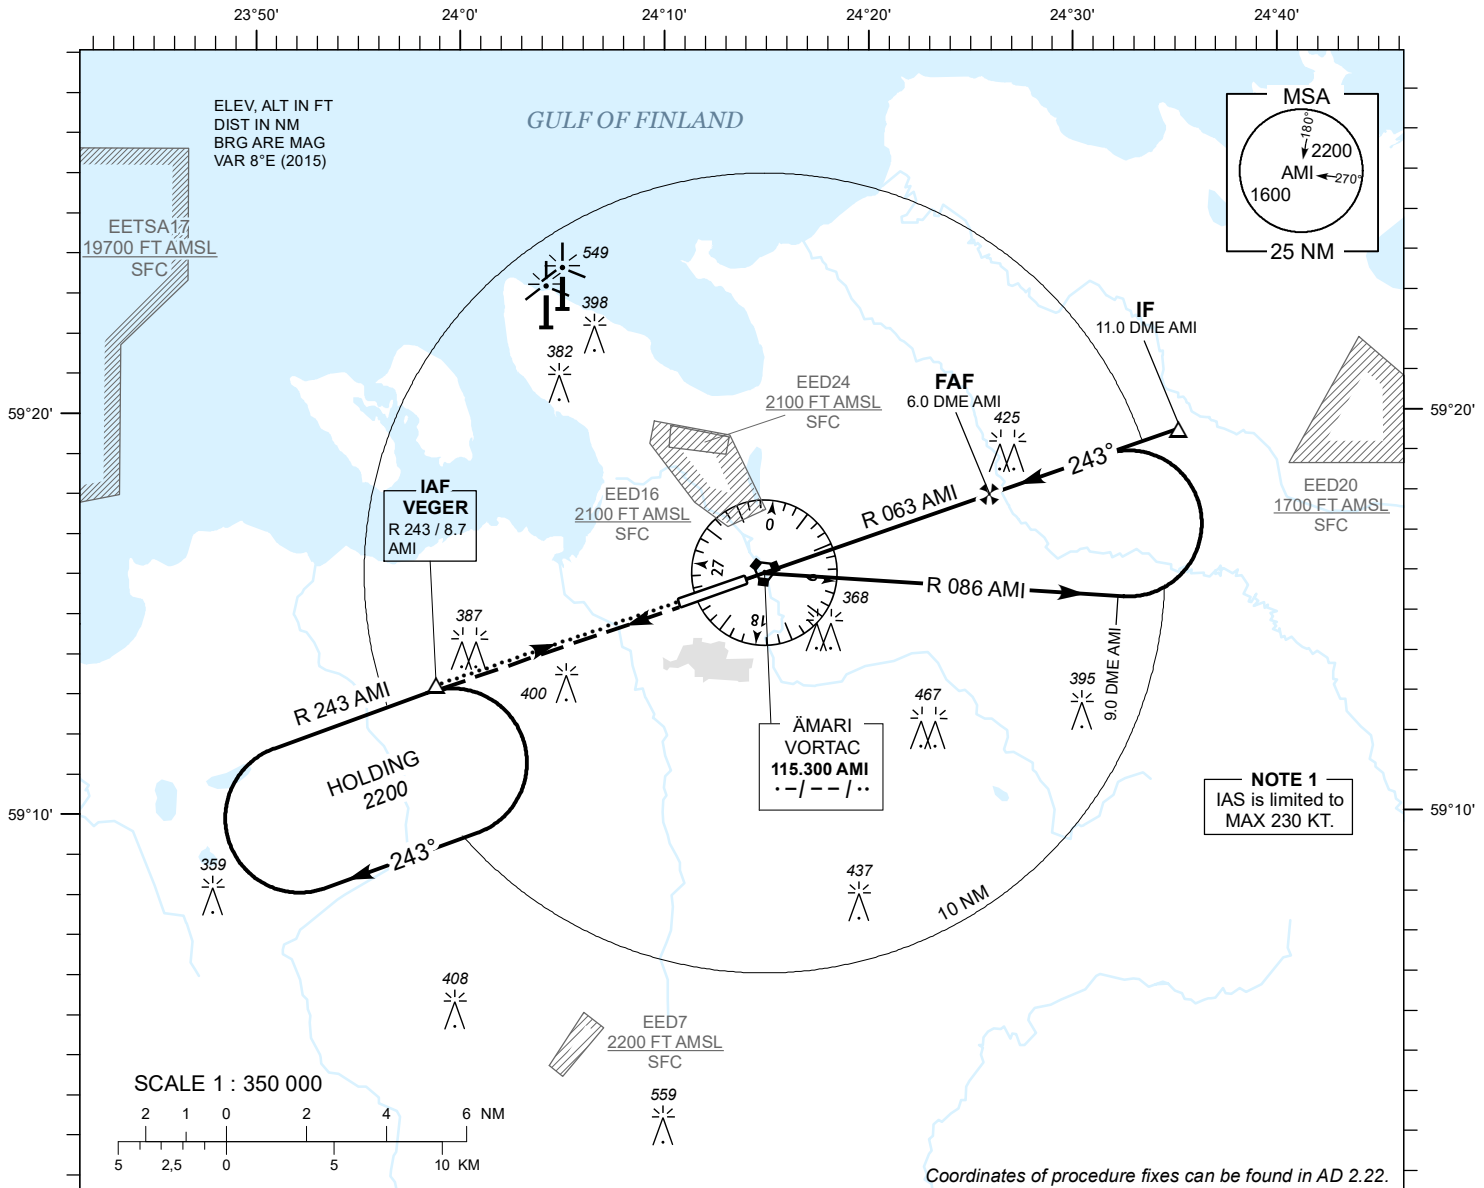 23°50'
24°0'
24°10'
24°20'
24°30'
24°40'
ELEV, ALT IN FT
DIST IN NM
BRG ARE MAG
VAR 8°E (2015)
GULF OF FINLAND
MSA
180°
2200
AMI
270°
1600
25 NM
EETSA17
19700 FT AMSL
SFC
549
398
382
IF
11.0 DME AMI
EED24
2100 FT AMSL
SFC
FAF
6.0 DME AMI
425
59°20'
59°20'
243°
IAF
VEGER
R 243 / 8.7
AMI
EED16
2100 FT AMSL
SFC
R 063 AMI
EED20
1700 FT AMSL
SFC
0
27
9
18
R 086 AMI
368
387
400
R 243 AMI
395
9.0 DME AMI
467
HOLDING
2200
ÄMARI
VORTAC
115.300 AMI
·–/––/··
NOTE 1
IAS is limited to
MAX 230 KT.
59°10'
59°10'
243°
359
437
10 NM
408
EED7
2200 FT AMSL
SFC
559
SCALE 1 : 350 000
2 1 0 2 4 6 NM
5 2,5 0 5 10 KM
Coordinates of procedure fixes can be found in AD 2.22.